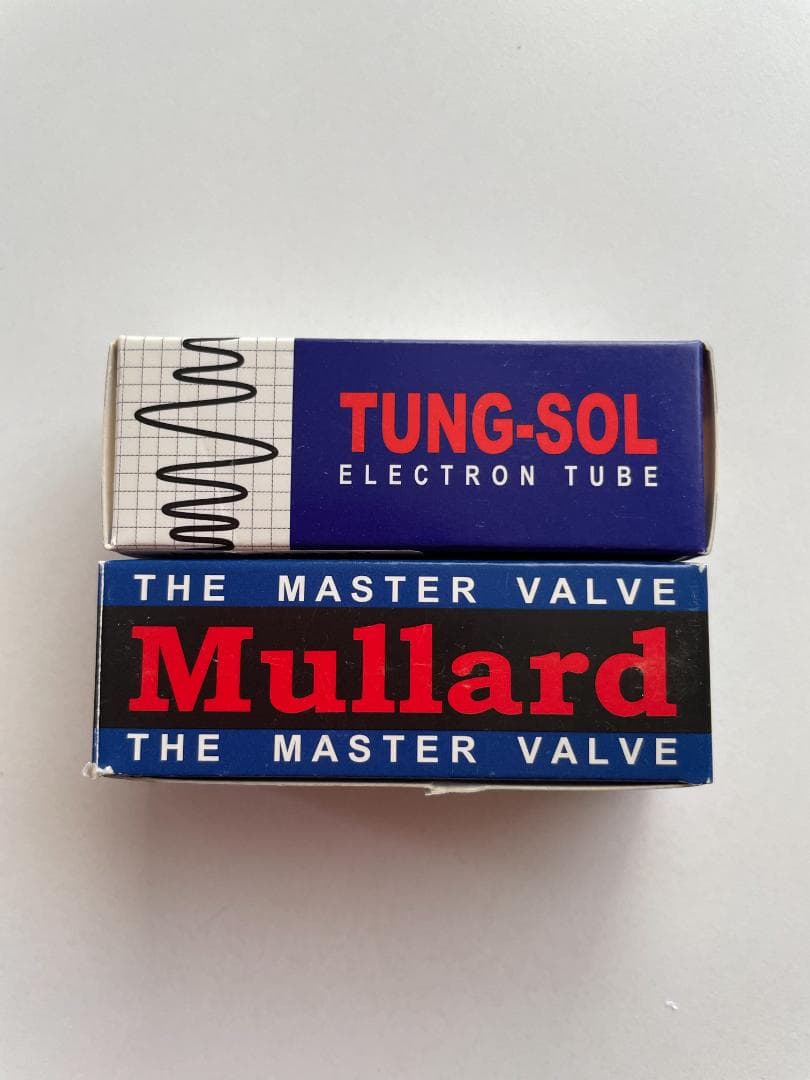 TUNG-SOL
ELECTRON TUBE
THE MASTER VALVE
Mullard
THE MASTER VALVE